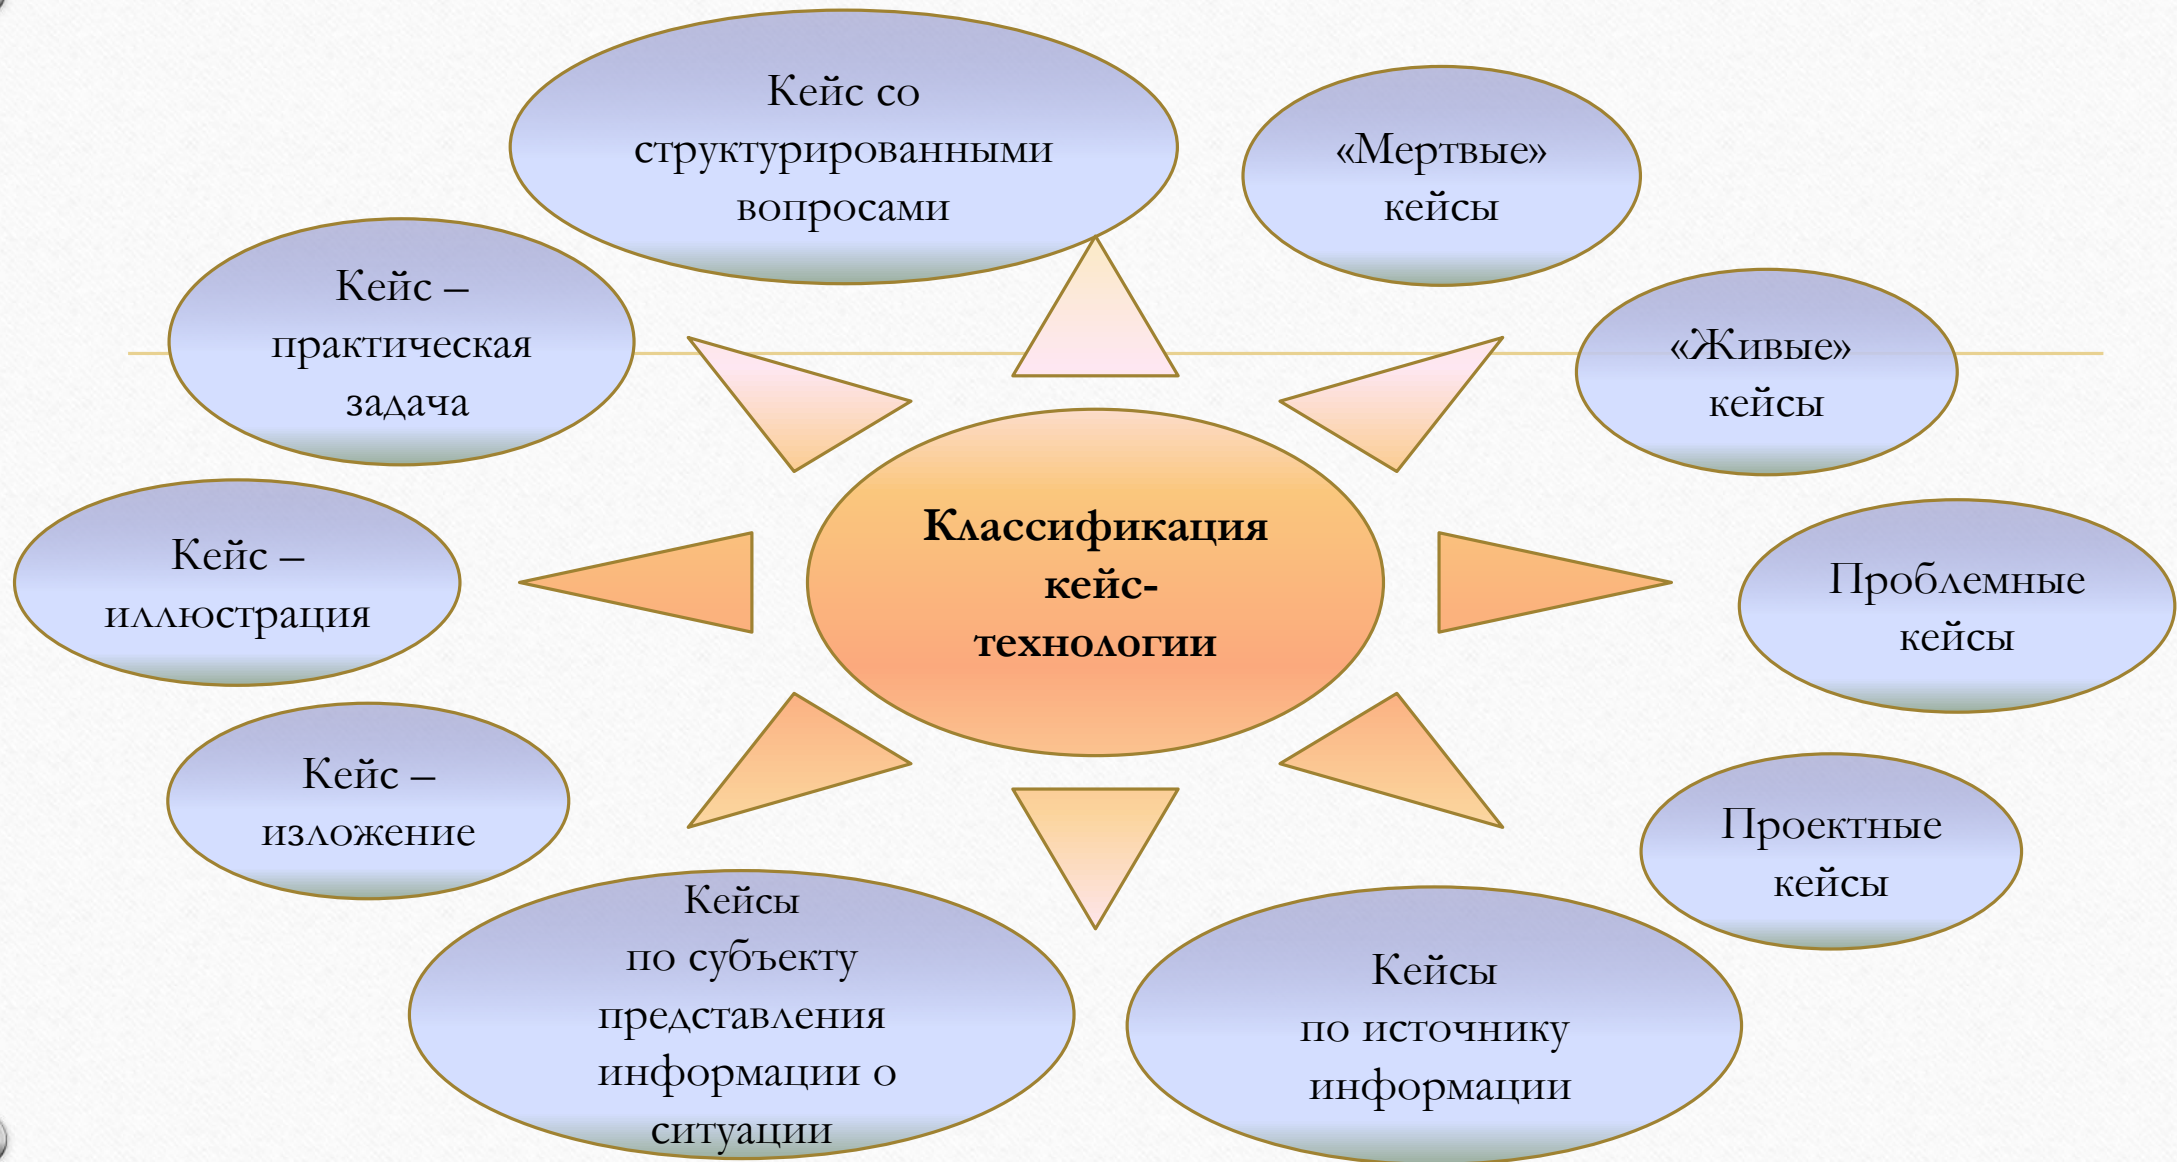 Кейс со
структурированными
вопросами
«Мертвые»
кейсы
Кейс –
практическая
задача
«Живые»
кейсы
Классификация
кейс-
технологии
Кейс –
иллюстрация
Проблемные
кейсы
Кейс –
изложение
Проектные
кейсы
Кейсы
по субъекту
представления
информации о
ситуации
Кейсы
по источнику
информации